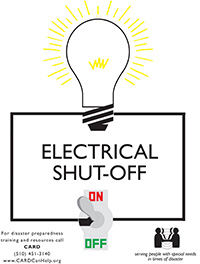 ELECTRICAL
SHUT-OFF
ON
OFF
For disaster preparedness
training and resources call
CARD
(510) 451-3140
www.CARDCanHelp.org
serving people with special needs
in times of disaster